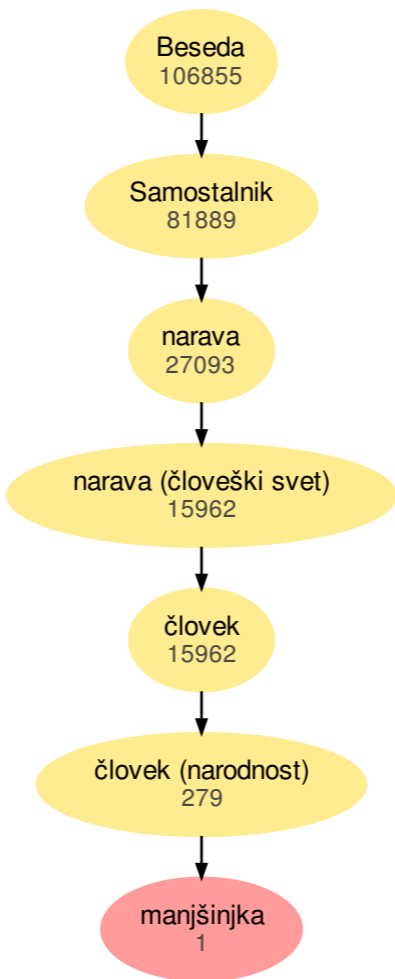 Beseda
106855
Samostalnik
81889
narava
27093
narava (človeški svet)
15962
človek
15962
človek (narodnost)
279
manjšinjka
1